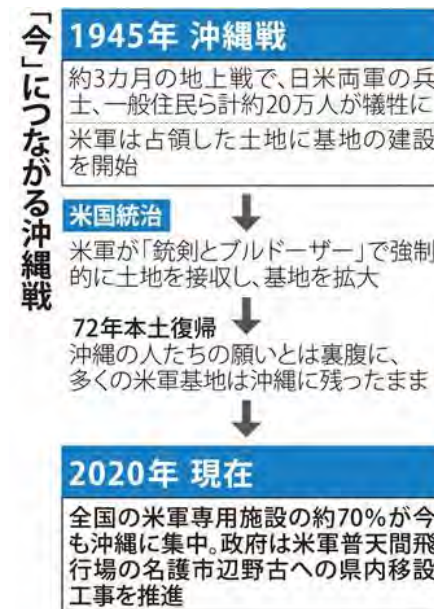 「今」につながる沖縄戦
1945年 沖縄戦
約3カ月の地上戦で、日米両軍の兵
士、一般住民ら計約20万人が犠牲に
米軍は占領した土地に基地の建設
を開始
米国統治
米軍が「銃剣とブルドーザー」で強制
的に土地を接収し、基地を拡大
72年本土復帰
沖縄の人たちの願いとは裏腹に、
多くの米軍基地は沖縄に残ったまま
2020年 現在
全国の米軍専用施設の約70%が今
も沖縄に集中。政府は米軍普天間飛
行場の名護市辺野古への県内移設
工事を推進